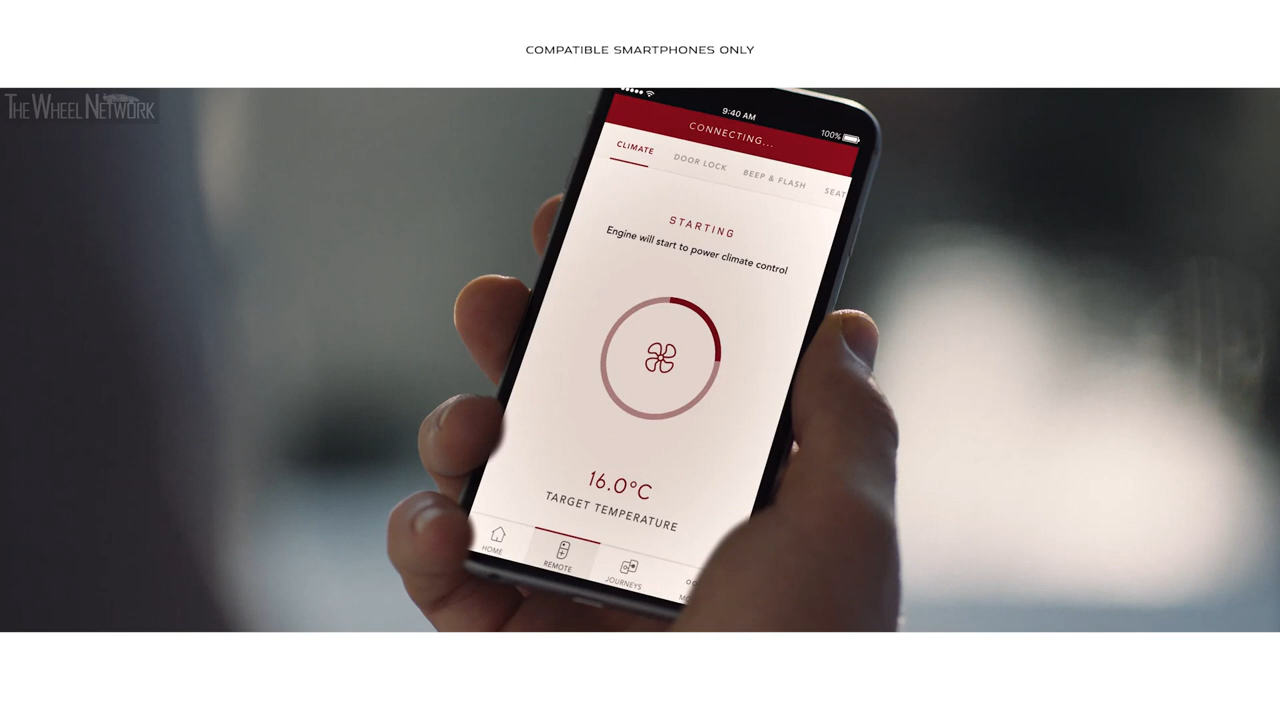 COMPATIBLE SMARTPHONES ONLY
THE WHEEL NETWORK
9:40 AM
100%
CONNECTING...
CLIMATE DOOR LOCK BEEP & FLASH SEAT
STARTING
Engine will start to power climate control
16.0°C
TARGET TEMPERATURE
HOME REMOTE JOURNEYS